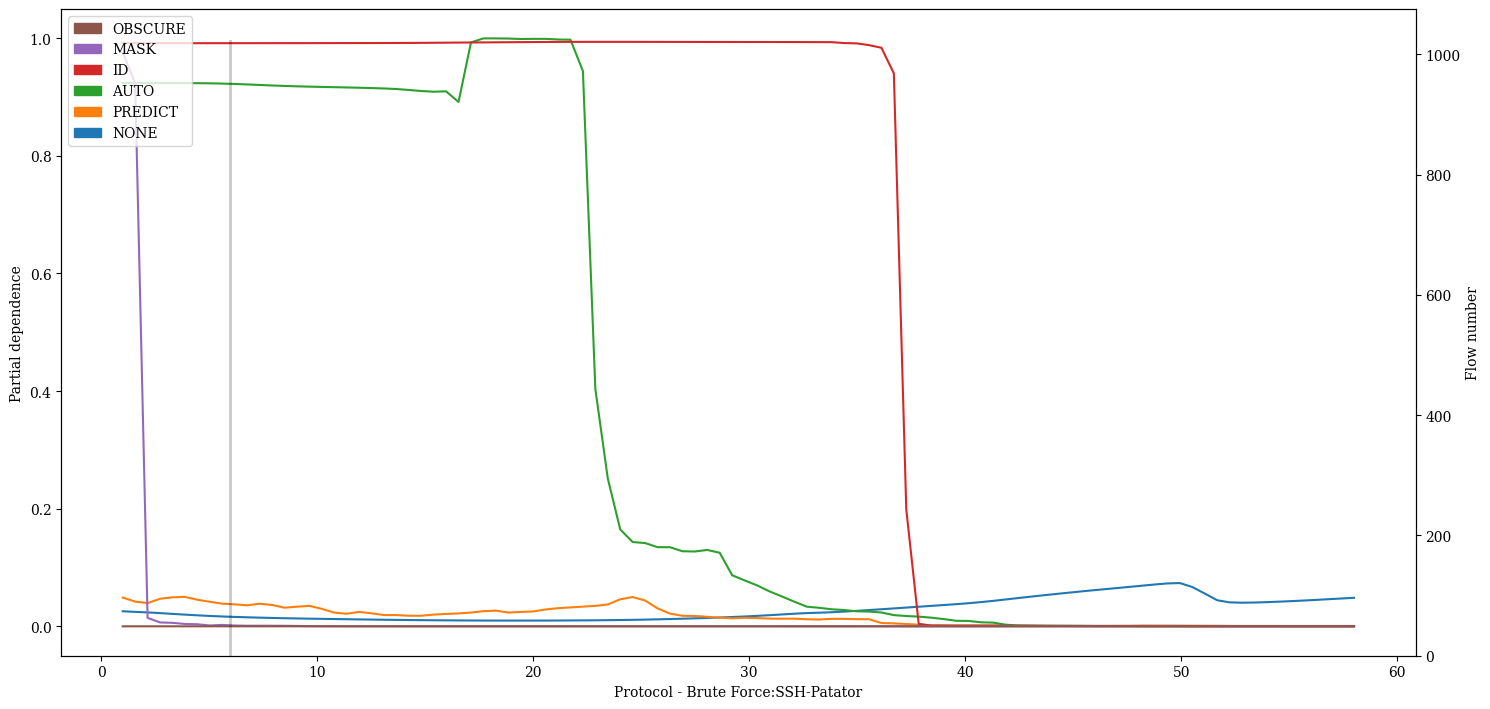 OBSCURE
MASK
ID
AUTO
PREDICT
NONE
1.0
0.8
0.6
0.4
0.2
0.0
Partial dependence
1000
800
600
400
200
0
Flow number
0 10 20 30 40 50 60
Protocol - Brute Force:SSH-Patator